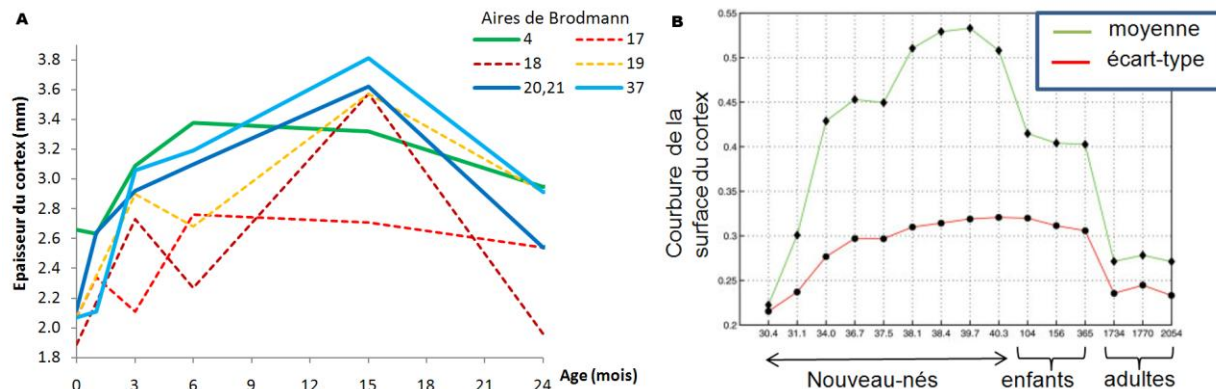 A
Aires de Brodmann
4
17
18
19
20,21
37
Epaisseur du cortex (mm)
3.8
3.6
3.4
3.2
3.0
2.8
2.6
2.4
2.2
2.0
1.8
0 3 6 9 12 15 18 21 24
Age (mois)
B
moyenne
écart-type
Courbure de la
surface du cortex
0.55
0.5
0.45
0.4
0.35
0.3
0.25
0.2
30.4 31.1 34.0 36.7 37.5 38.1 38.4 39.7 40.3 104 156 365 1734 1770 2054
Nouveau-nés enfants adultes